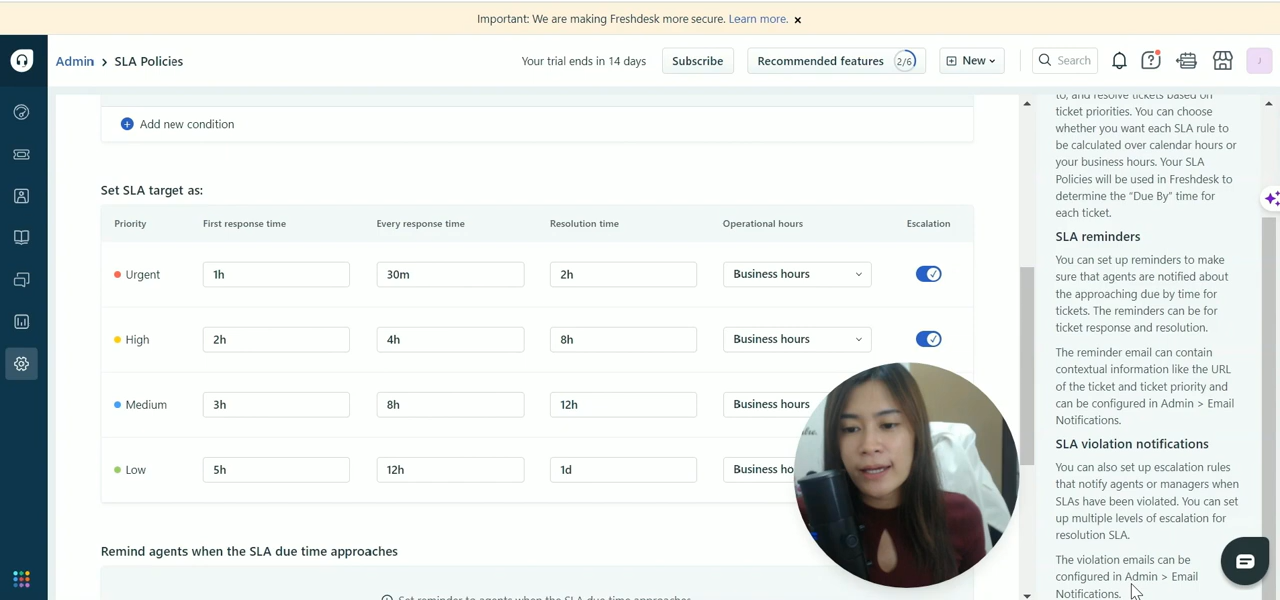 Important: We are making Freshdesk more secure. Learn more. ×
Admin > SLA Policies
Your trial ends in 14 days
Subscribe
Recommended features 2/6
New
Search
J
Add new condition
Set SLA target as:
Priority First response time Every response time Resolution time Operational hours Escalation
Urgent 1h 30m 2h Business hours
High 2h 4h 8h Business hours
Medium 3h 8h 12h Business hours
Low 5h 12h 1d Business ho
Remind agents when the SLA due time approaches
Set reminder to agents when the SLA due time approaches
to, and resolve tickets based on
ticket priorities. You can choose
whether you want each SLA rule to
be calculated over calendar hours or
your business hours. Your SLA
Policies will be used in Freshdesk to
determine the “Due By” time for
each ticket.
SLA reminders
You can set up reminders to make
sure that agents are notified about
the approaching due by time for
tickets. The reminders can be for
ticket response and resolution.
The reminder email can contain
contextual information like the URL
of the ticket and ticket priority and
can be configured in Admin > Email
Notifications.
SLA violation notifications
You can also set up escalation rules
that notify agents or managers when
SLAs have been violated. You can set
up multiple levels of escalation for
resolution SLA.
The violation emails can be
configured in Admin > Email
Notifications.